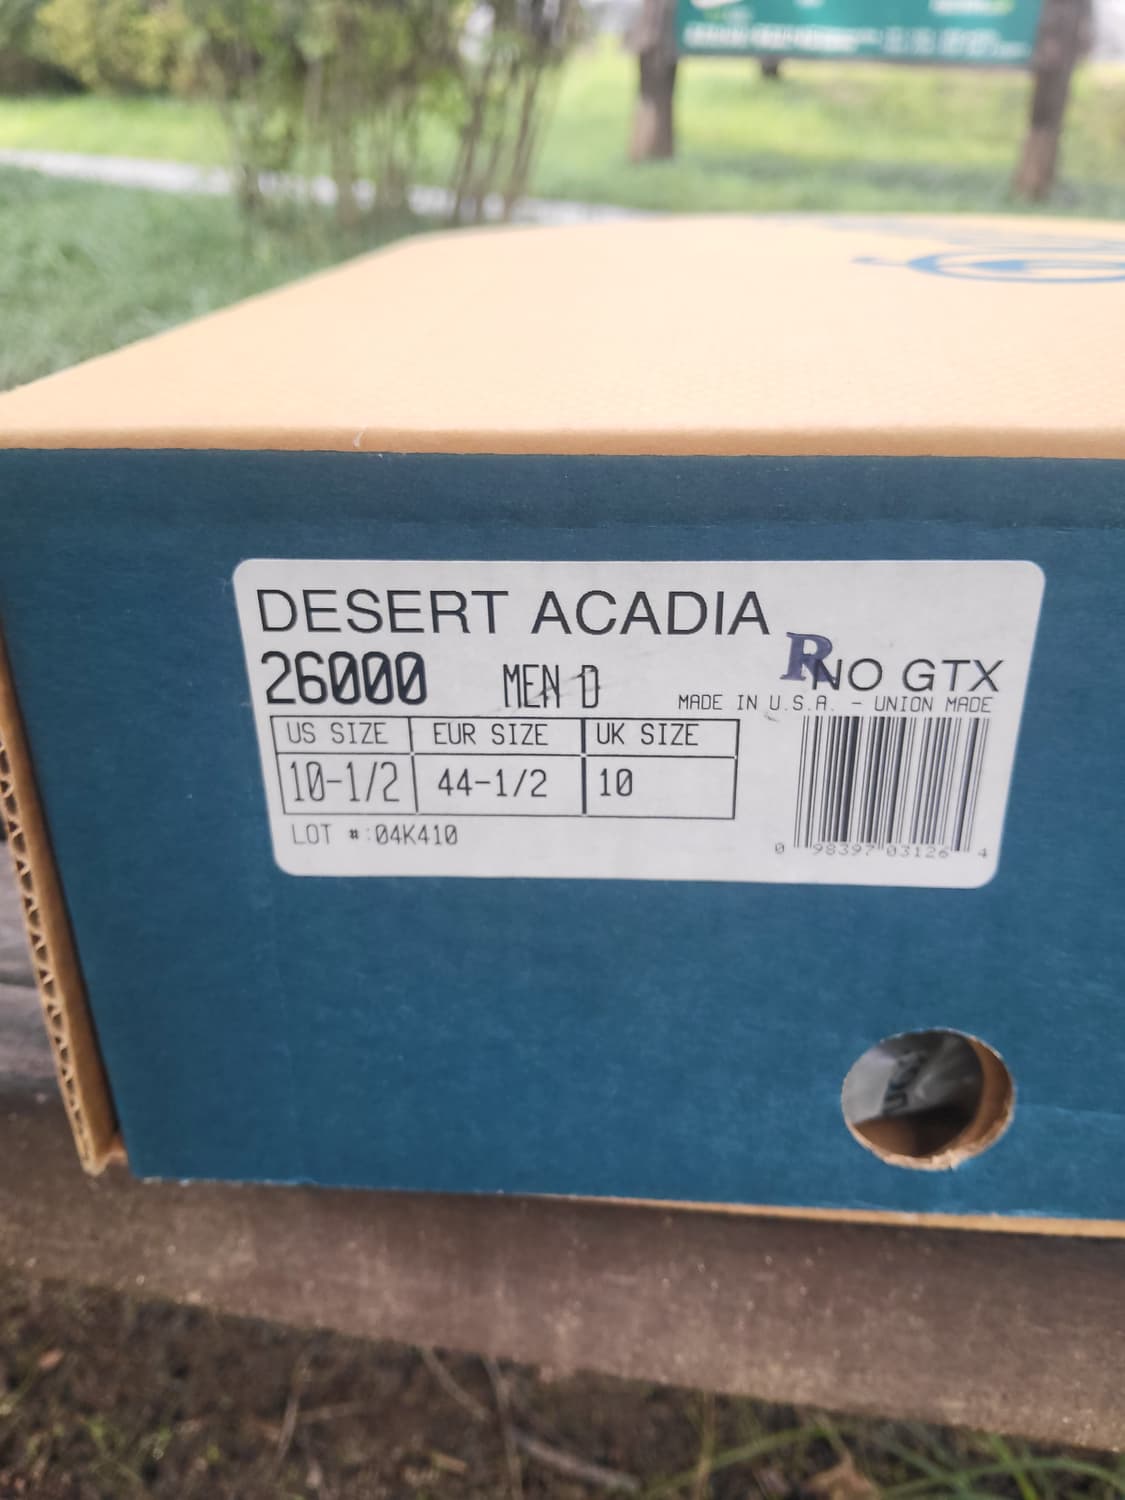 DESERT ACADIA
R
26000 MEN D NO GTX
MADE IN U.S.A. - UNION MADE
US SIZE EUR SIZE UK SIZE
10-1/2 44-1/2 10
LOT #:04K410
0 98397 03126 4